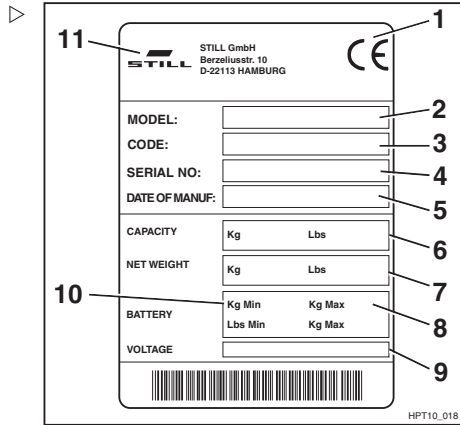 1
11
STILL
STILL GmbH
Berzeliusstr. 10
D-22113 HAMBURG
CE
MODEL:
2
CODE:
3
SERIAL NO:
4
DATE OF MANUF:
5
CAPACITY
Kg Lbs
6
NET WEIGHT
Kg Lbs
7
10
BATTERY
Kg Min Kg Max
Lbs Min Kg Max
8
VOLTAGE
9
HPT10_018